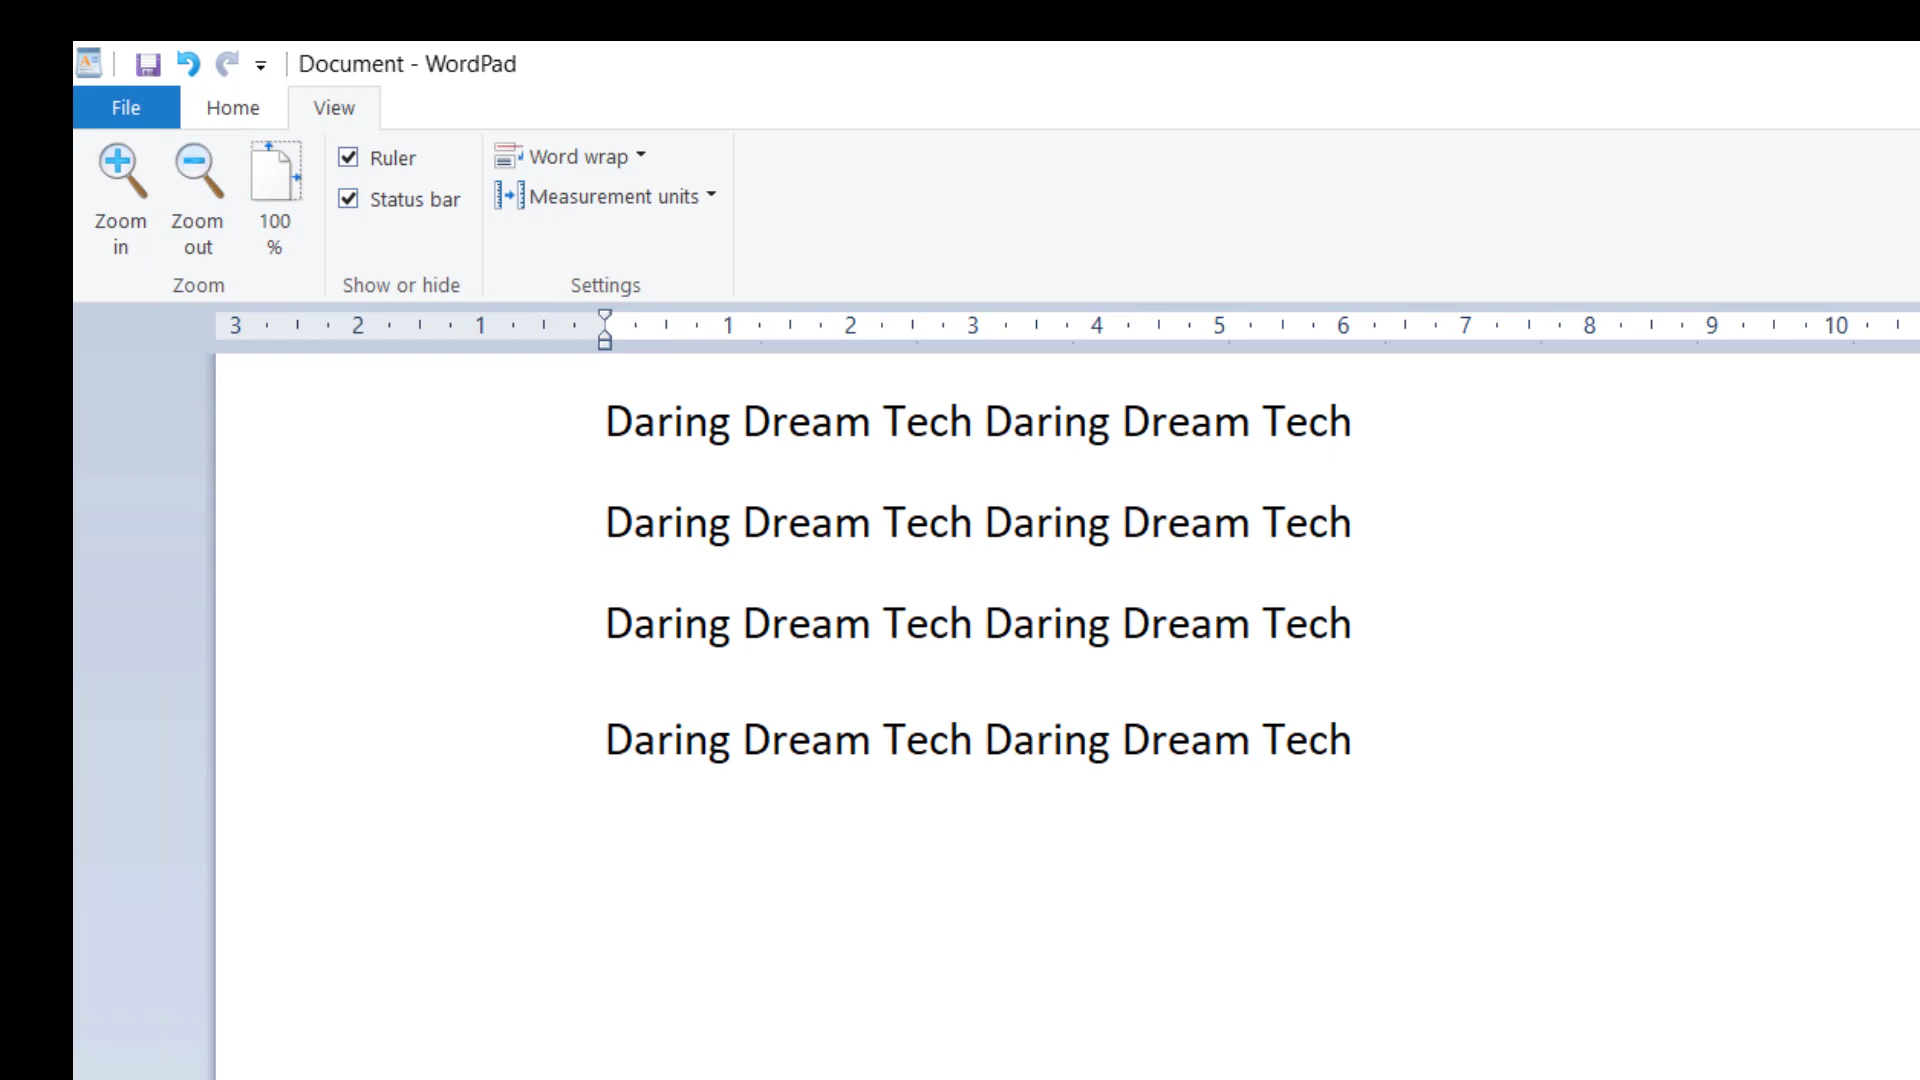 Document - WordPad
File Home View
Zoom in Zoom out 100 % Ruler Status bar Word wrap Measurement units
Zoom Show or hide Settings
3 2 1 1 2 3 4 5 6 7 8 9 10
Daring Dream Tech Daring Dream Tech
Daring Dream Tech Daring Dream Tech
Daring Dream Tech Daring Dream Tech
Daring Dream Tech Daring Dream Tech